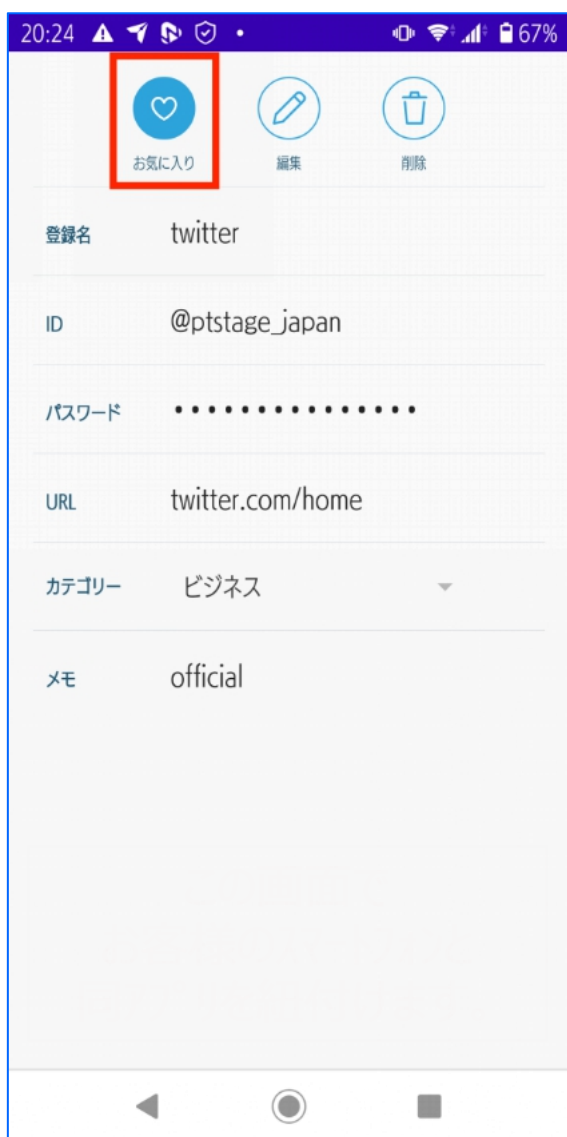 20:24 67%
お気に入り 編集 削除
登録名 twitter
ID @ptstage_japan
パスワード •••••••••••••••
URL twitter.com/home
カテゴリー ビジネス
メモ official